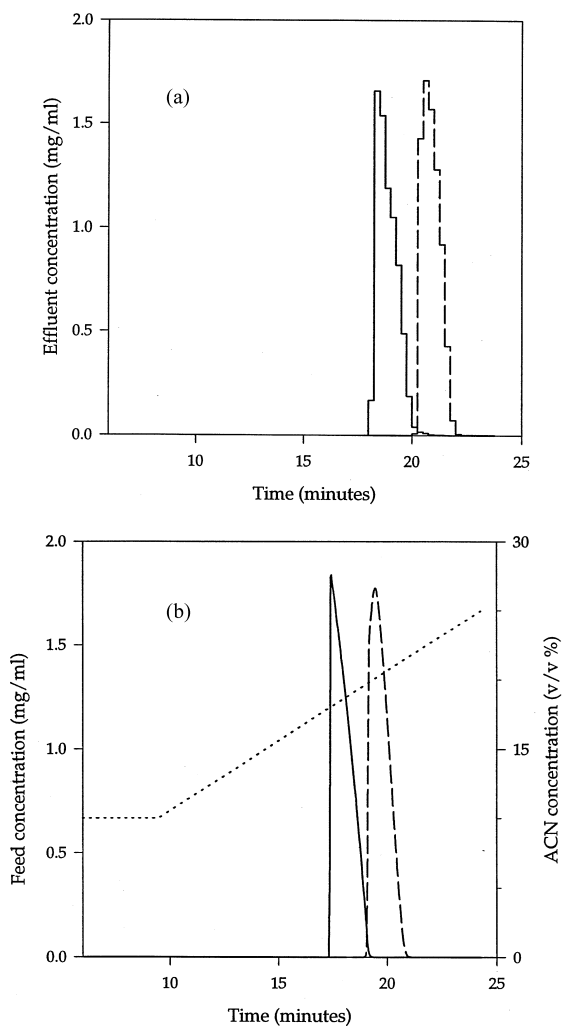 2.0
(a)
1.5
1.0
0.5
0.0
Effluent concentration (mg/ml)
10 15 20 25
Time (minutes)
2.0 30
(b)
1.5
1.0 15
0.5
0.0 0
Feed concentration (mg/ml)
ACN concentration (v/v %)
10 15 20 25
Time (minutes)